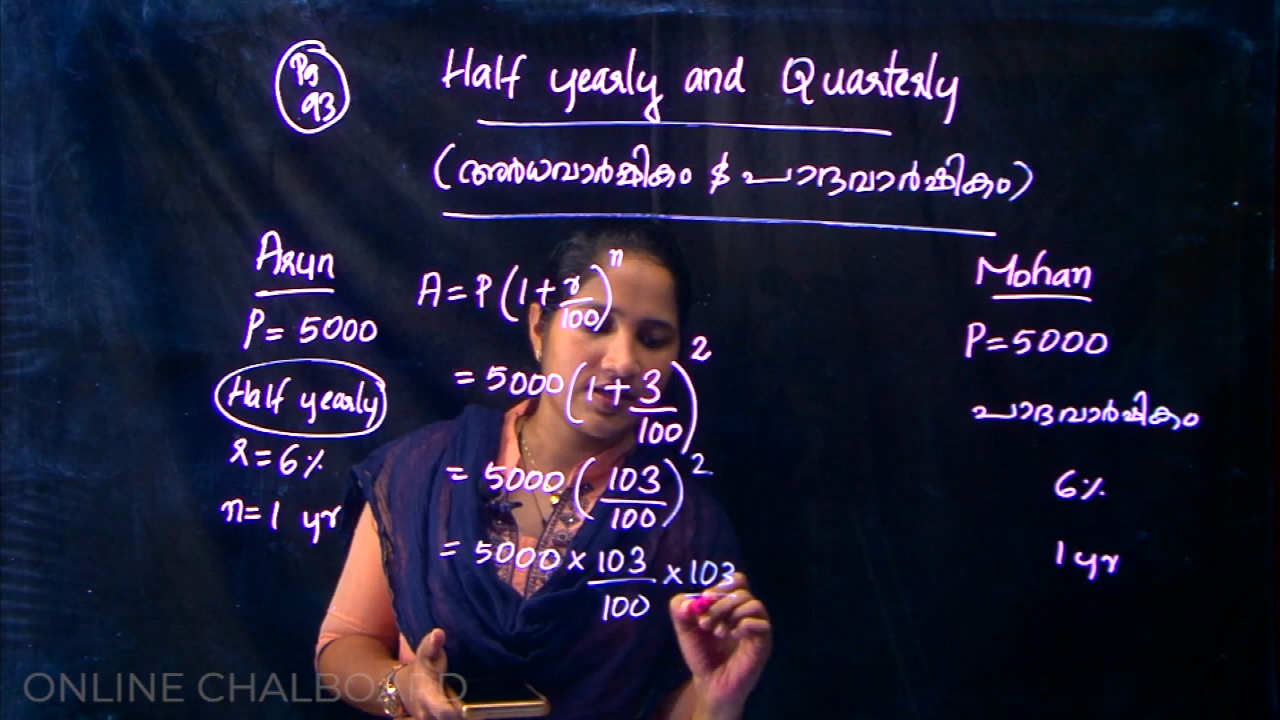 Pg 93
Half yearly and Quarterly
(അർധവാർഷികം & പാദവാർഷികം)
Arun
P = 5000
Half yearly
r = 6%
n = 1 yr
A = P(1 + r/100)^n
= 5000(1 + 3/100)^2
= 5000(103/100)^2
= 5000 × 103/100 × 103
Mohan
P = 5000
പാദവാർഷികം
6%
1 yr
ONLINE CHALBOARD